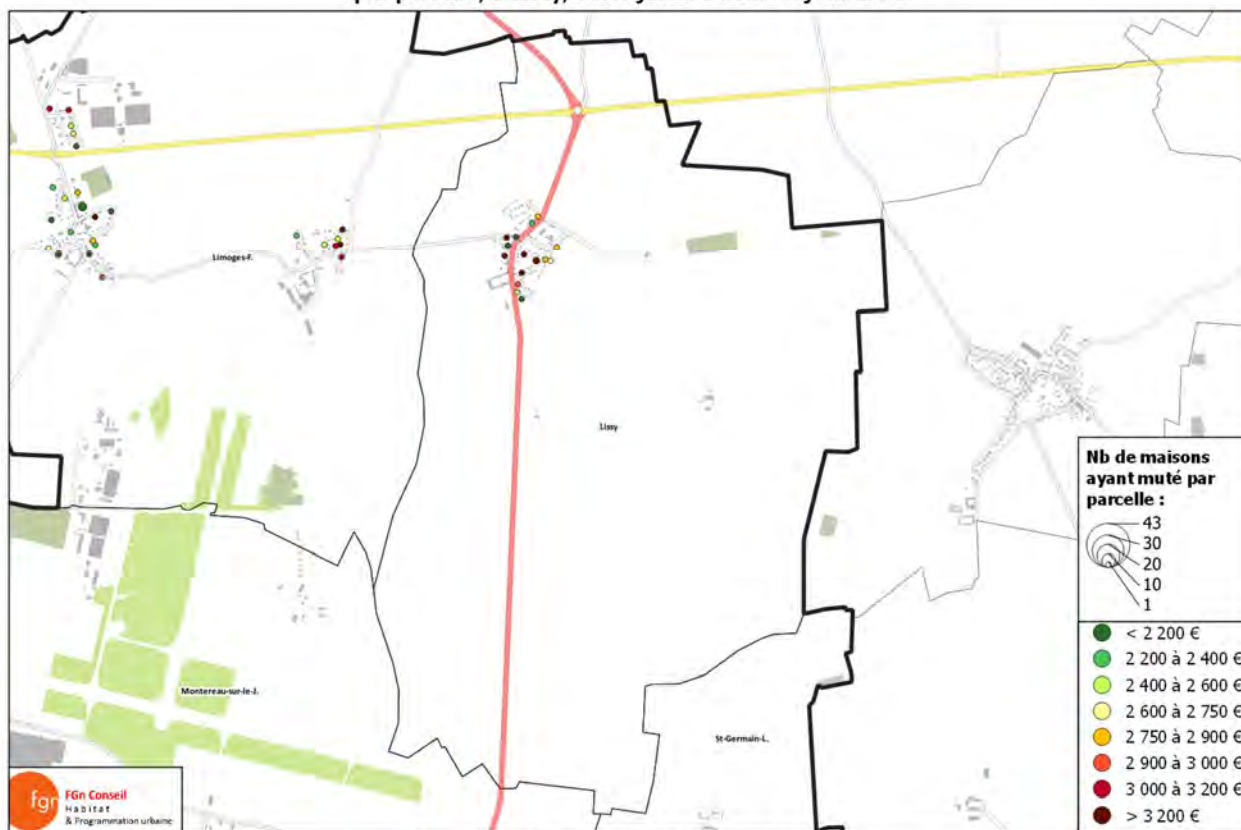 Limoges-F.
Lissy
Montereau-sur-le-J.
St-Germain-L.
Nb de maisons
ayant muté par
parcelle :
43
30
20
10
1
< 2 200 €
2 200 à 2 400 €
2 400 à 2 600 €
2 600 à 2 750 €
2 750 à 2 900 €
2 900 à 3 000 €
3 000 à 3 200 €
> 3 200 €
fgn
FGn Conseil
Habitat
& Programmation urbaine